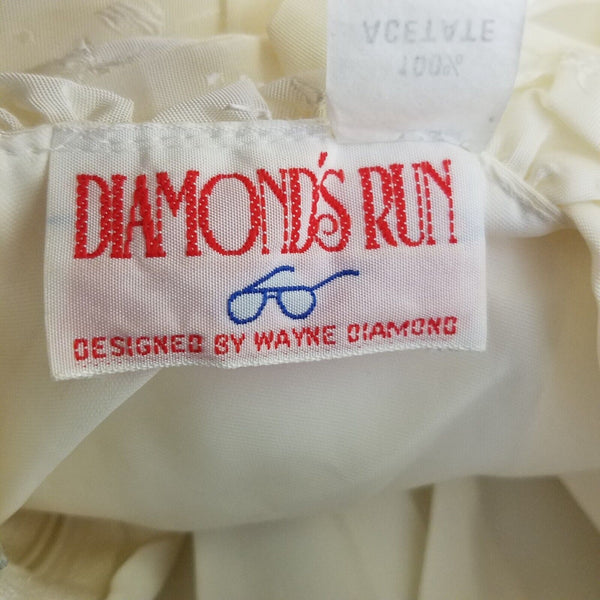 ACETATE
100%
DIAMOND'S RUN
DESIGNED BY WAYNE DIAMOND